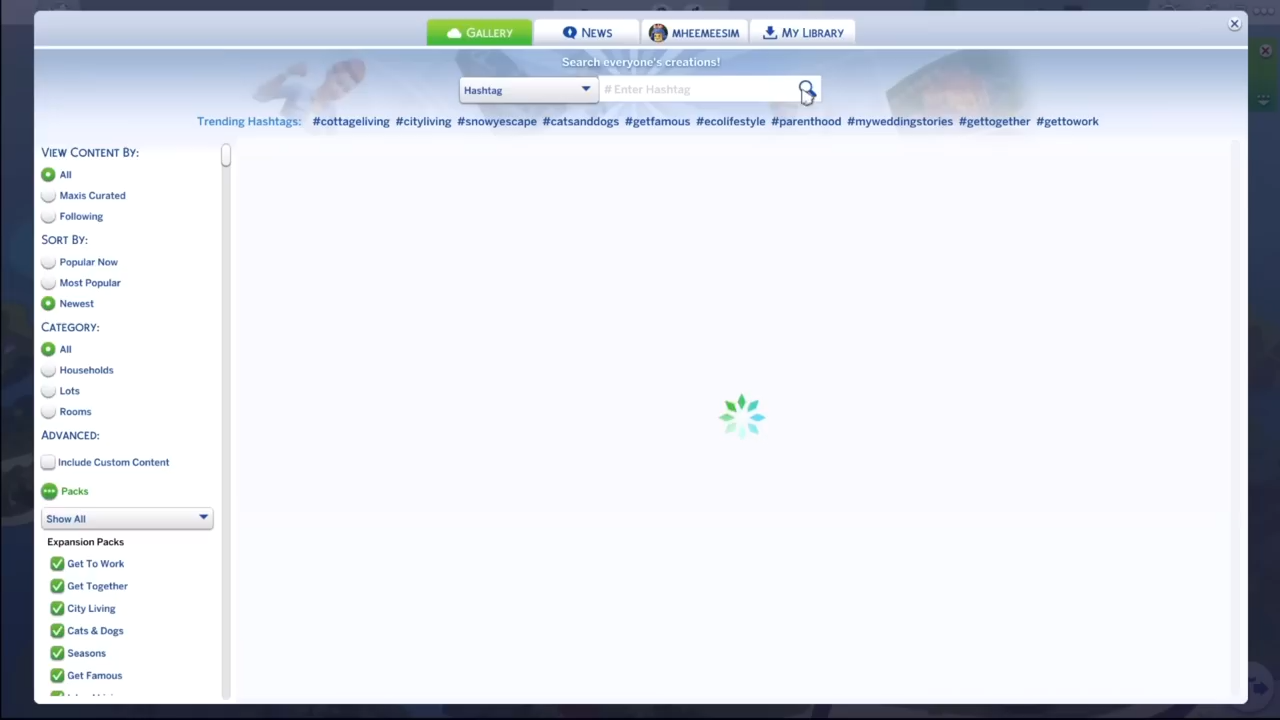 Gallery News mheemeesim My Library
Search everyone's creations!
Hashtag # Enter Hashtag
Trending Hashtags: #cottageliving #cityliving #snowyescape #catsanddogs #getfamous #ecolifestyle #parenthood #myweddingstories #gettogether #gettowork
View Content By:
All
Maxis Curated
Following
Sort By:
Popular Now
Most Popular
Newest
Category:
All
Households
Lots
Rooms
Advanced:
Include Custom Content
Packs
Show All
Expansion Packs
Get To Work
Get Together
City Living
Cats & Dogs
Seasons
Get Famous